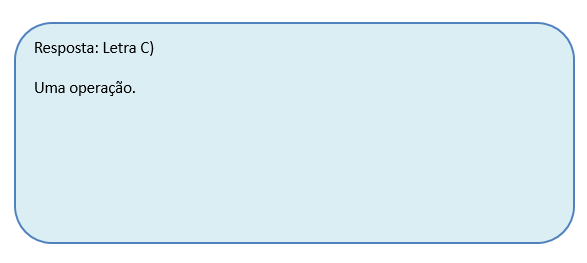 Resposta: Letra C)
Uma operação.